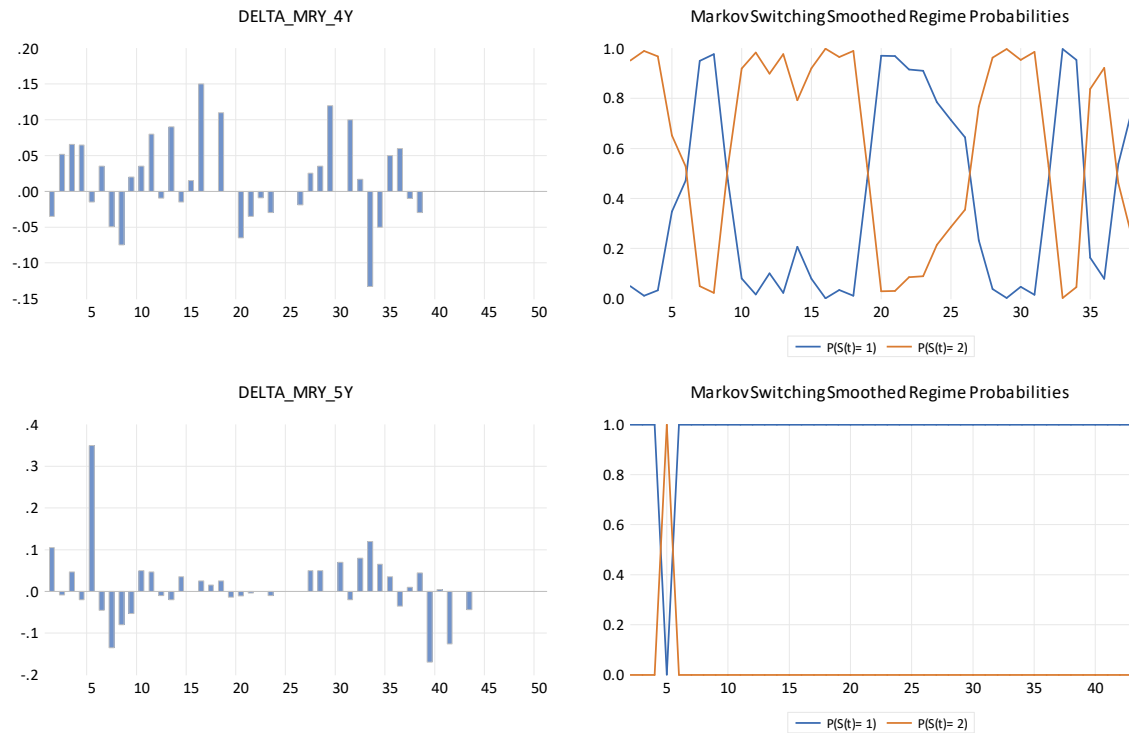 DELTA_MRY_4Y
.20
.15
.10
.05
.00
-.05
-.10
-.15
5 10 15 20 25 30 35 40 45 50
Markov Switching Smoothed Regime Probabilities
1.0
0.8
0.6
0.4
0.2
0.0
5 10 15 20 25 30 35
P(S(t)= 1) P(S(t)= 2)
DELTA_MRY_5Y
.4
.3
.2
.1
.0
-.1
-.2
5 10 15 20 25 30 35 40 45 50
Markov Switching Smoothed Regime Probabilities
1.0
0.8
0.6
0.4
0.2
0.0
5 10 15 20 25 30 35 40
P(S(t)= 1) P(S(t)= 2)